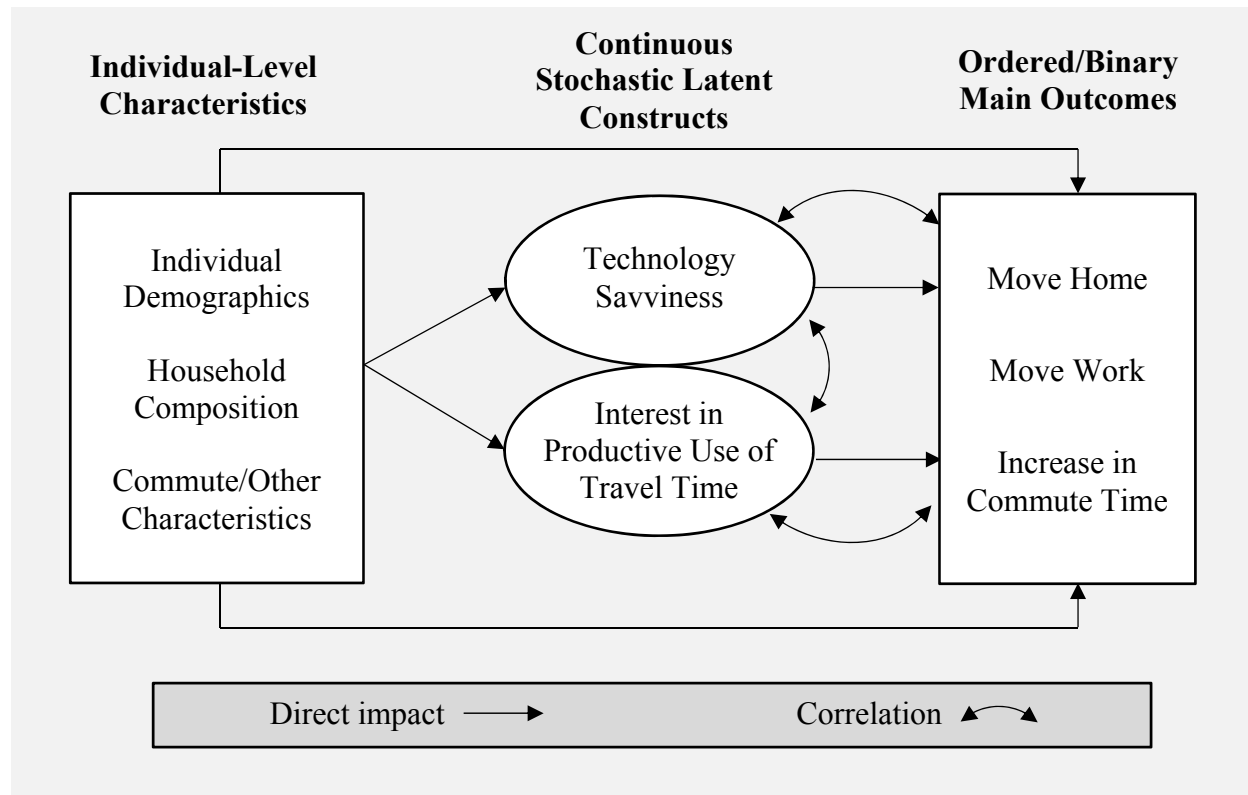 Individual-Level
Characteristics
Continuous
Stochastic Latent
Constructs
Ordered/Binary
Main Outcomes
Individual
Demographics
Household
Composition
Commute/Other
Characteristics
Technology
Savviness
Interest in
Productive Use of
Travel Time
Move Home
Move Work
Increase in
Commute Time
Direct impact
Correlation